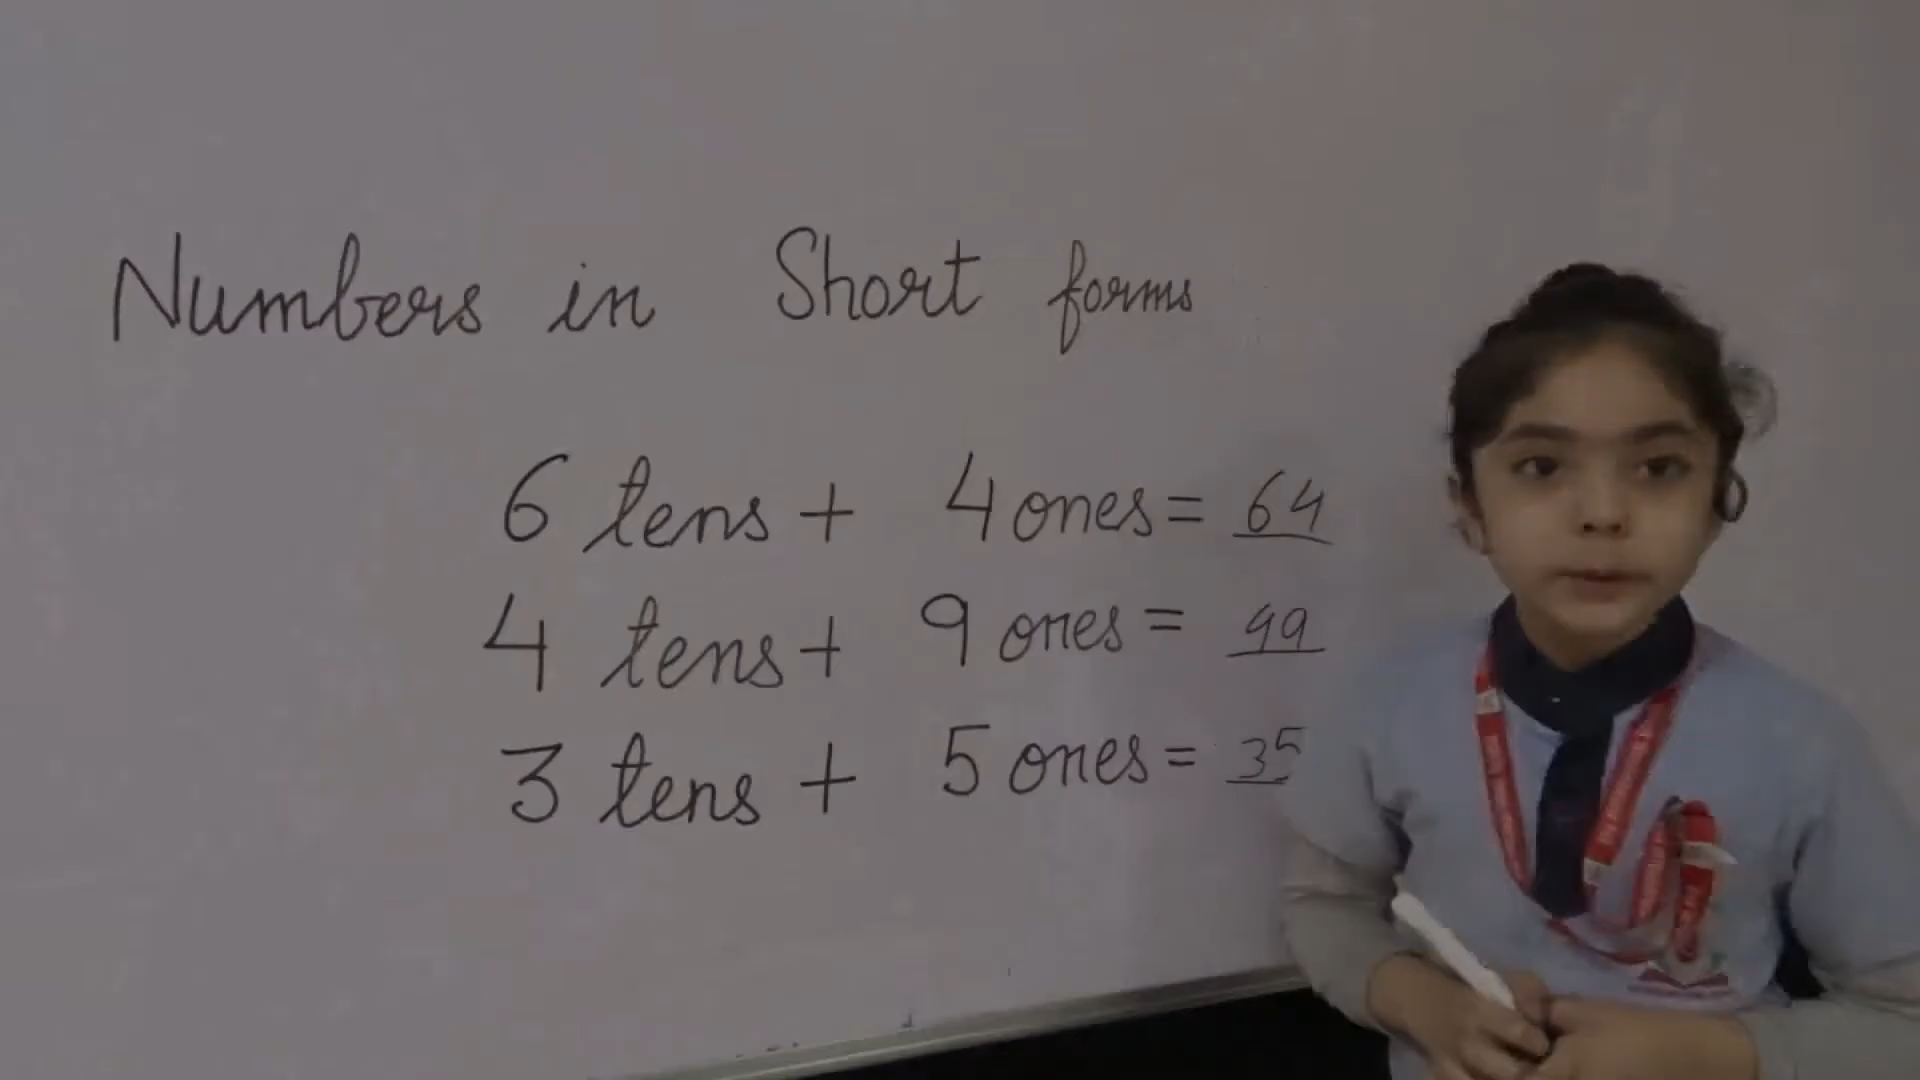 Numbers in Short forms
6 tens + 4 ones = 64
4 tens + 9 ones = 49
3 tens + 5 ones = 35